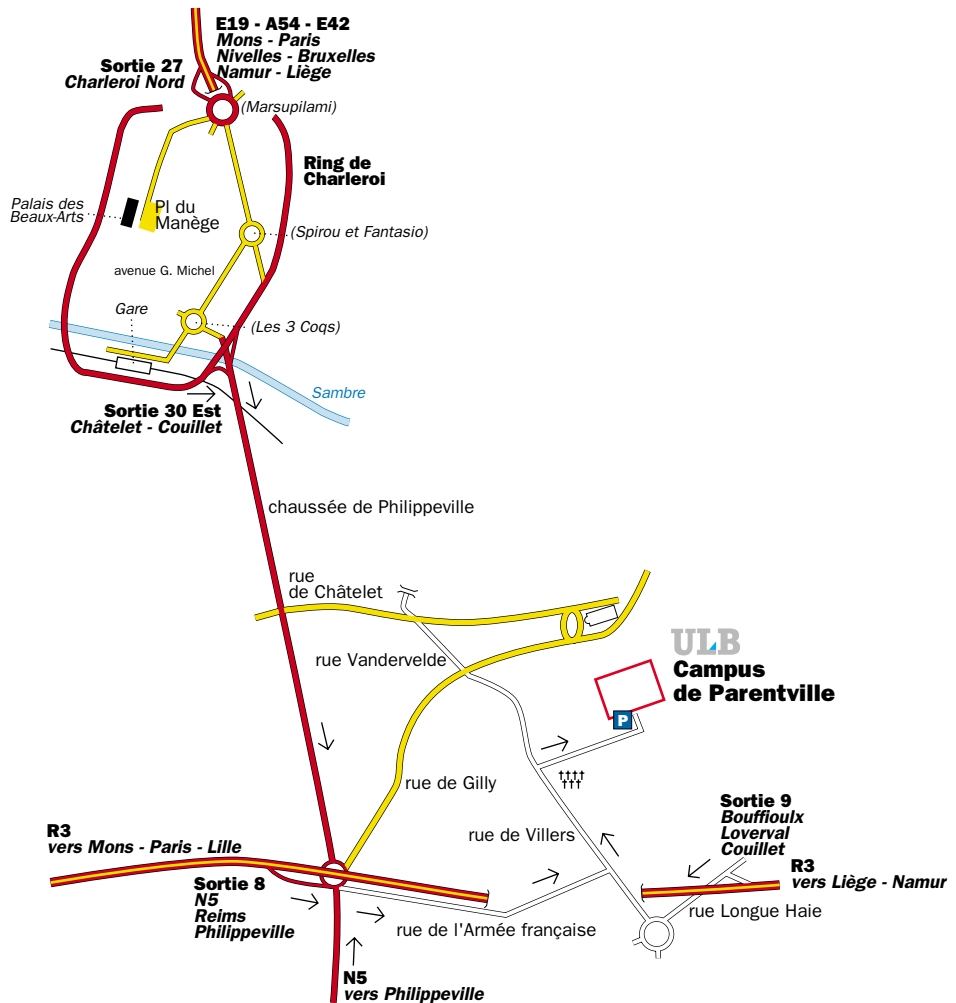 E19 - A54 - E42
Mons - Paris
Nivelles - Bruxelles
Namur - Liège
Sortie 27
Charleroi Nord
(Marsupilami)
Ring de
Charleroi
Palais des
Beaux-Arts
Pl du
Manège
(Spirou et Fantasio)
avenue G. Michel
Gare
(Les 3 Coqs)
Sambre
Sortie 30 Est
Châtelet - Couillet
chaussée de Philippeville
rue
de Châtelet
rue Vandervelde
ULB
Campus
de Parentville
P
rue de Gilly
rue de Villers
Sortie 9
Bouffioulx
Loverval
Couillet
R3
vers Mons - Paris - Lille
R3
vers Liège - Namur
Sortie 8
N5
Reims
Philippeville
rue Longue Haie
rue de l'Armée française
N5
vers Philippeville